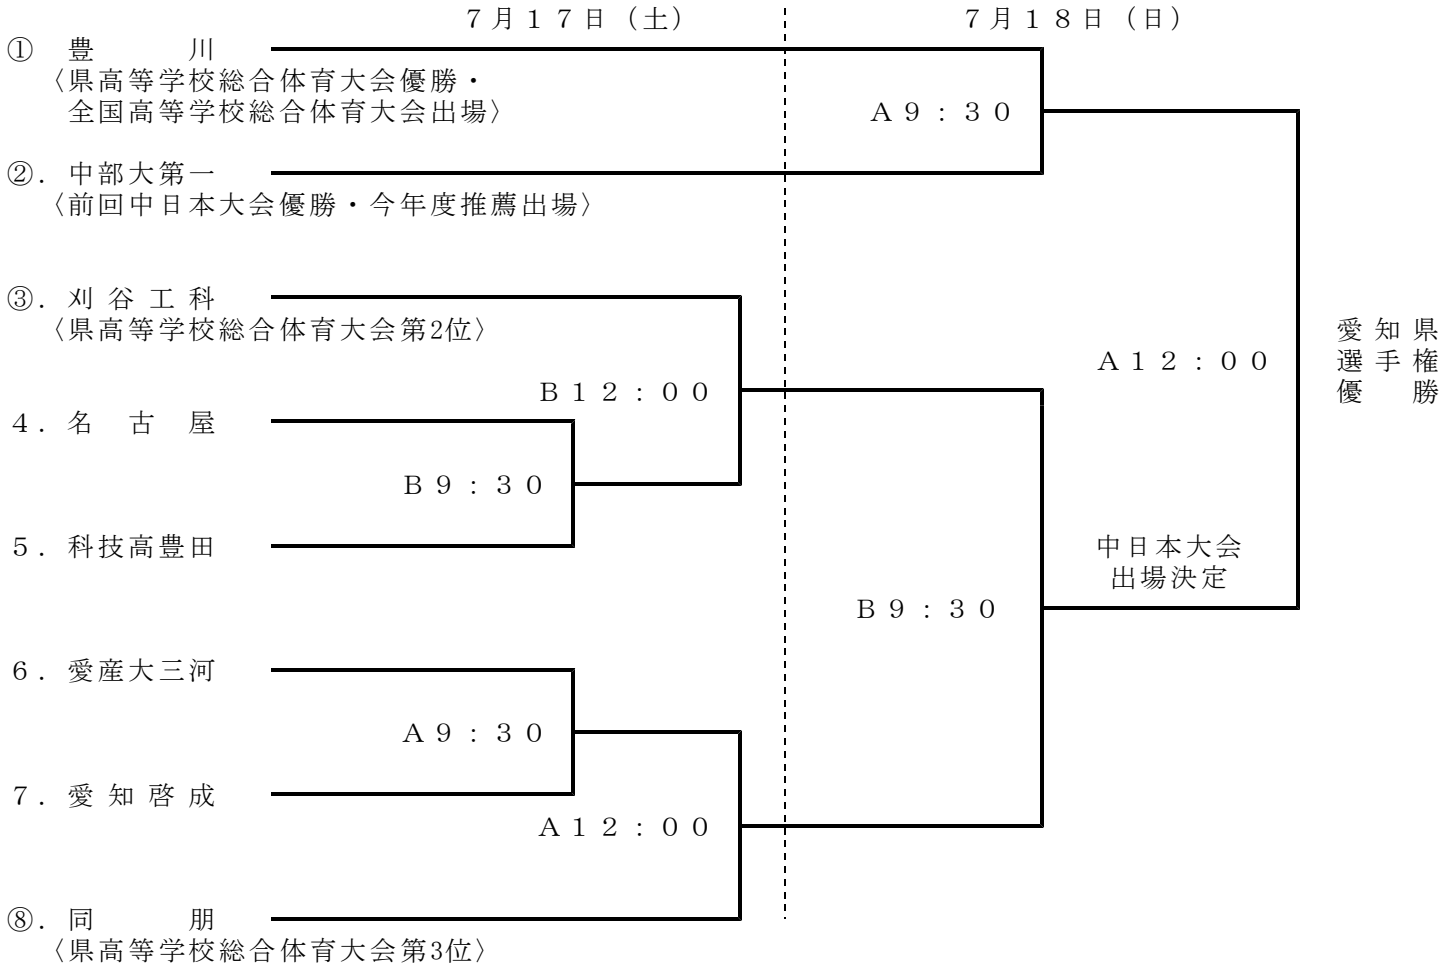 ７月１７日（土）
７月１８日（日）
① 豊　　　川
〈県高等学校総合体育大会優勝・
全国高等学校総合体育大会出場〉
Ａ９：３０
②．中部大第一
〈前回中日本大会優勝・今年度推薦出場〉
③．刈谷工科
〈県高等学校総合体育大会第2位〉
愛知県
選手権
優　勝
Ａ１２：００
Ｂ１２：００
４．名　古　屋
Ｂ９：３０
５．科技高豊田
中日本大会
出場決定
Ｂ９：３０
６．愛産大三河
Ａ９：３０
７．愛知啓成
Ａ１２：００
⑧．同　　　朋
〈県高等学校総合体育大会第3位〉